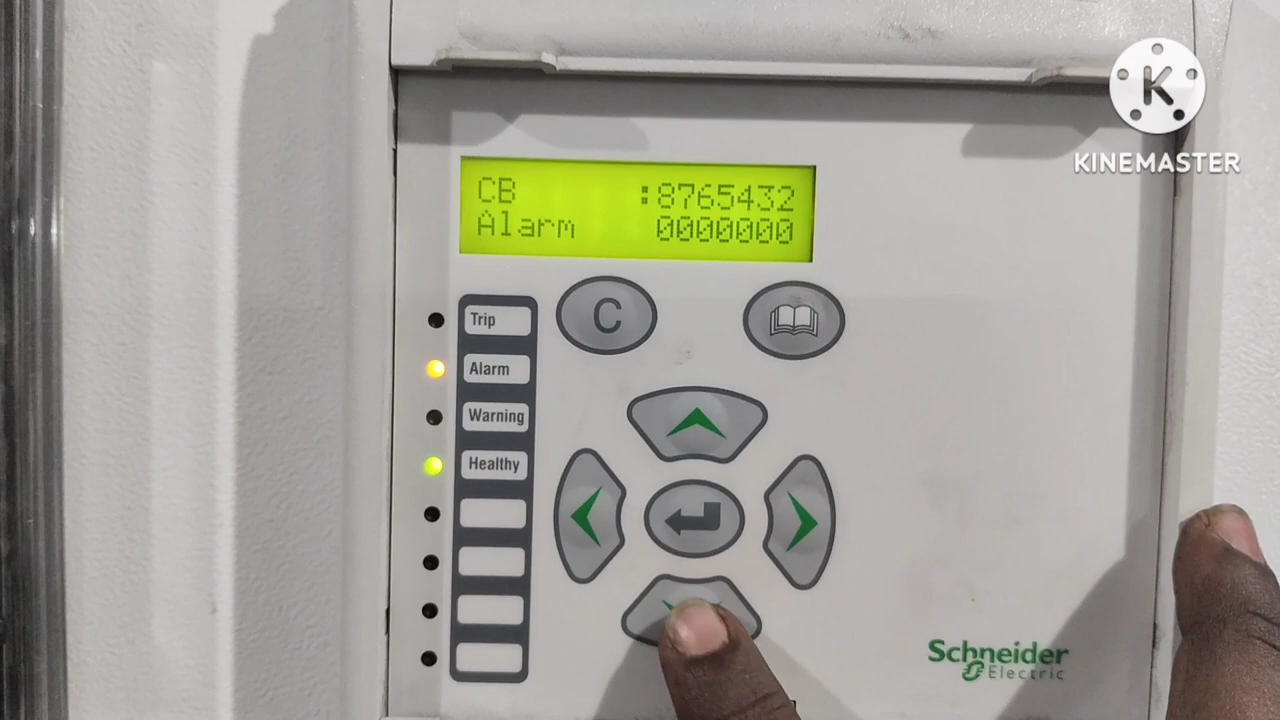 CB :8765432
Alarm 0000000
C
Trip
Alarm
Warning
Healthy
Schneider
Electric
K
KINEMASTER